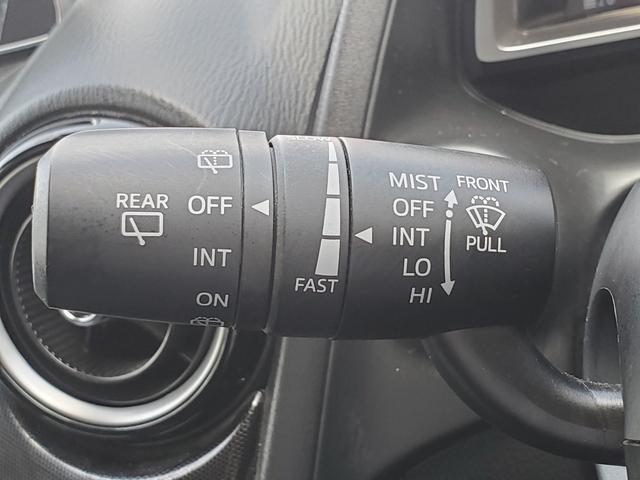 REAR
OFF
INT
ON
FAST
MIST
OFF
INT
LO
HI
FRONT
PULL